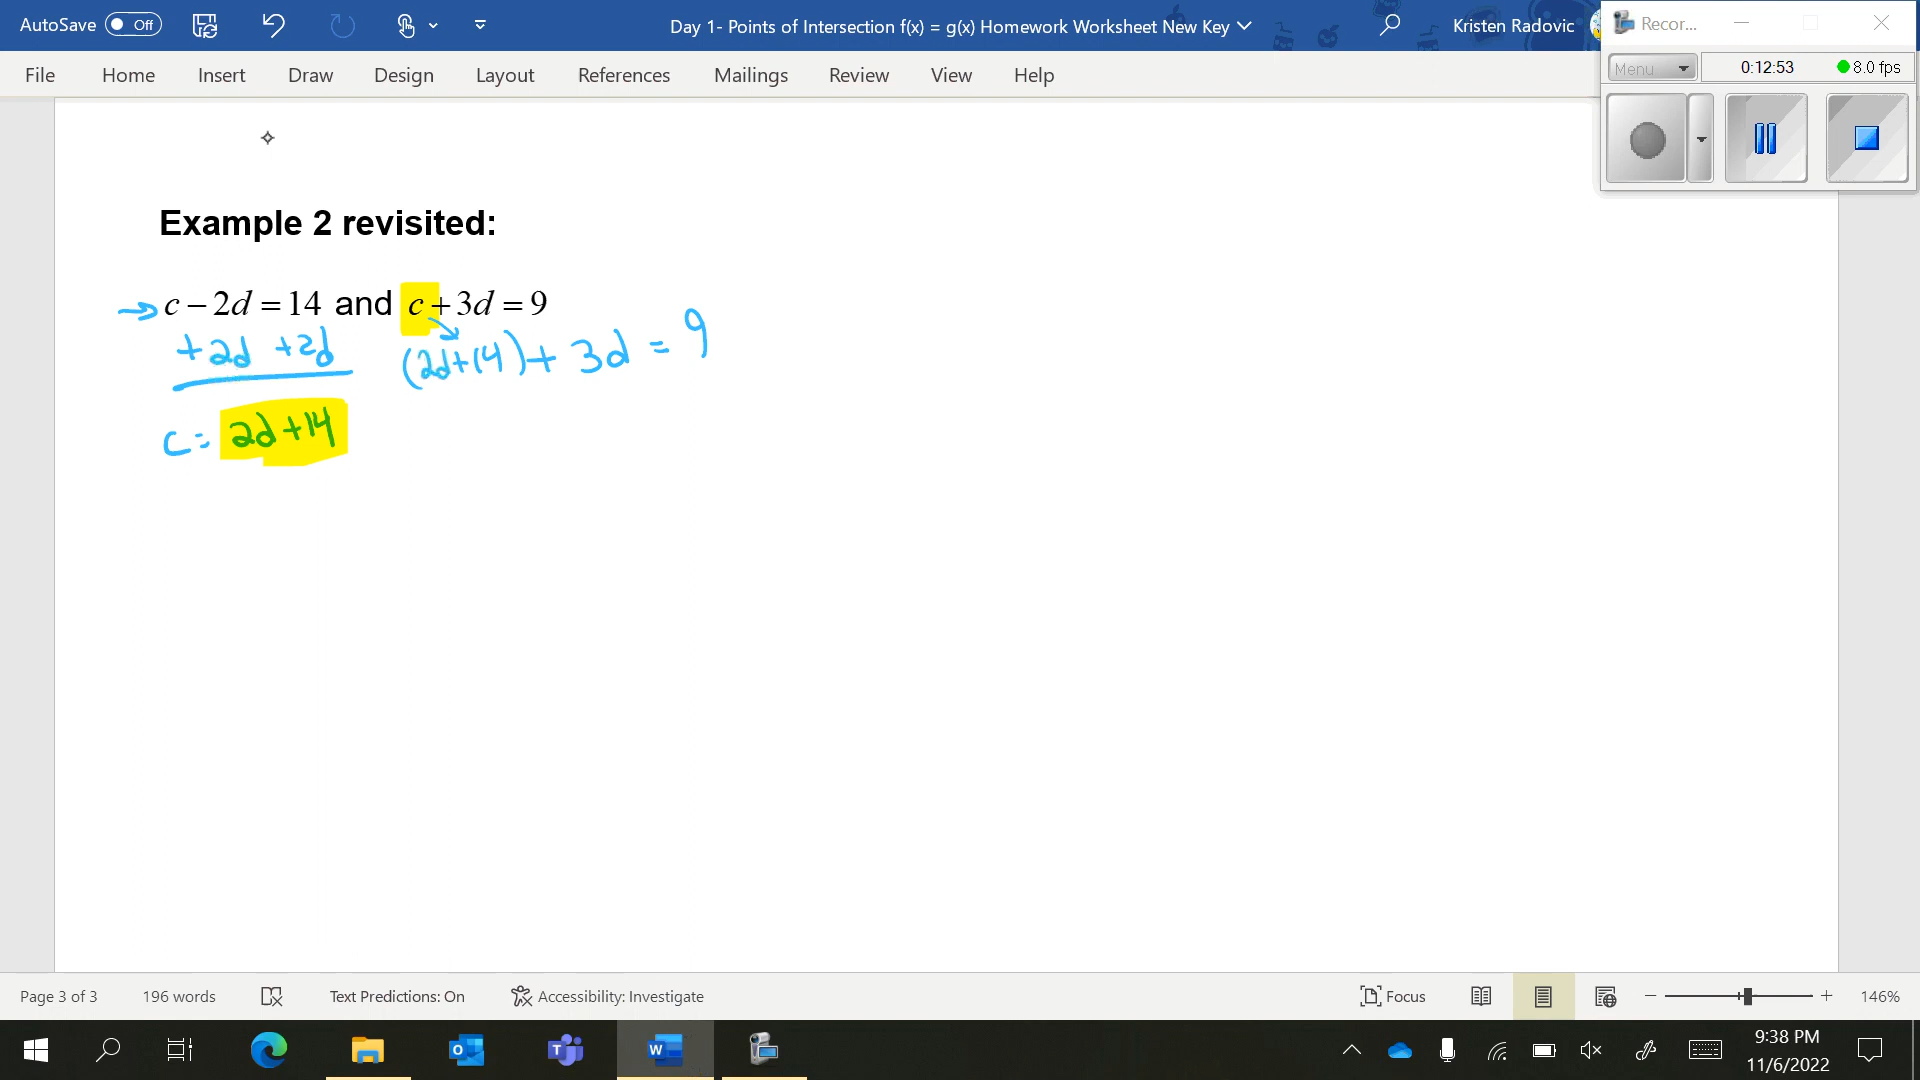 AutoSave Off Day 1- Points of Intersection f(x) = g(x) Homework Worksheet New Key Kristen Radovic Recor...
File Home Insert Draw Design Layout References Mailings Review View Help
Menu 0:12:53 8.0 fps
Example 2 revisited:
c − 2d = 14 and c + 3d = 9
+2d +2d (2d+14) + 3d = 9
c = 2d+14
Page 3 of 3 196 words Text Predictions: On Accessibility: Investigate Focus 146%
9:38 PM
11/6/2022